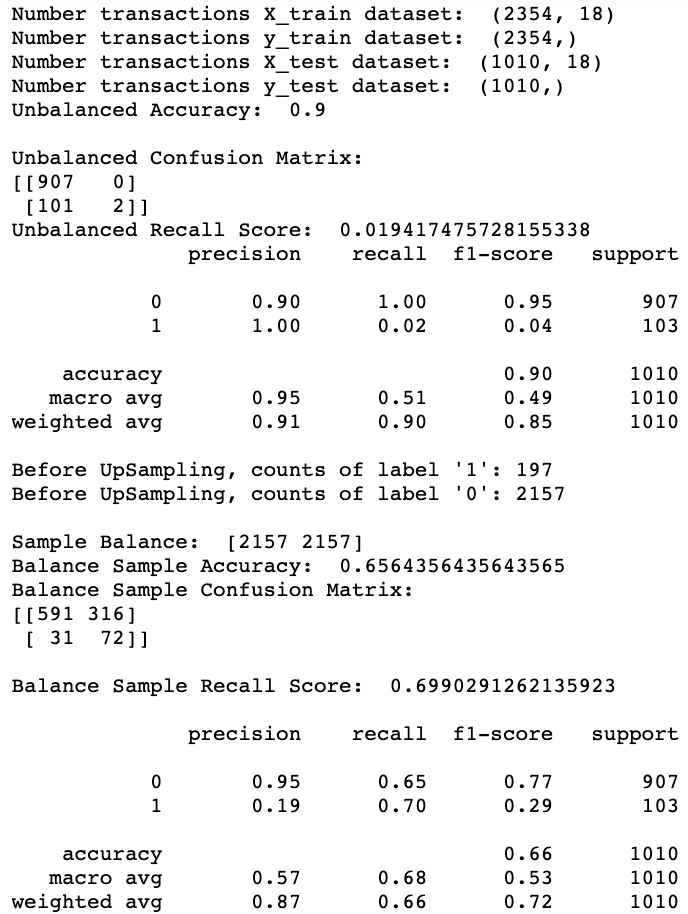 Number transactions X_train dataset:  (2354, 18)
Number transactions y_train dataset:  (2354,)
Number transactions X_test dataset:  (1010, 18)
Number transactions y_test dataset:  (1010,)
Unbalanced Accuracy:  0.9
Unbalanced Confusion Matrix:
[[907   0]
 [101   2]]
Unbalanced Recall Score:  0.019417475728155338
              precision    recall  f1-score   support
           0       0.90      1.00      0.95       907
           1       1.00      0.02      0.04       103
    accuracy                           0.90      1010
   macro avg       0.95      0.51      0.49      1010
weighted avg       0.91      0.90      0.85      1010
Before UpSampling, counts of label '1': 197
Before UpSampling, counts of label '0': 2157
Sample Balance:  [2157 2157]
Balance Sample Accuracy:  0.6564356435643565
Balance Sample Confusion Matrix:
[[591 316]
 [ 31  72]]
Balance Sample Recall Score:  0.6990291262135923
              precision    recall  f1-score   support
           0       0.95      0.65      0.77       907
           1       0.19      0.70      0.29       103
    accuracy                           0.66      1010
   macro avg       0.57      0.68      0.53      1010
weighted avg       0.87      0.66      0.72      1010